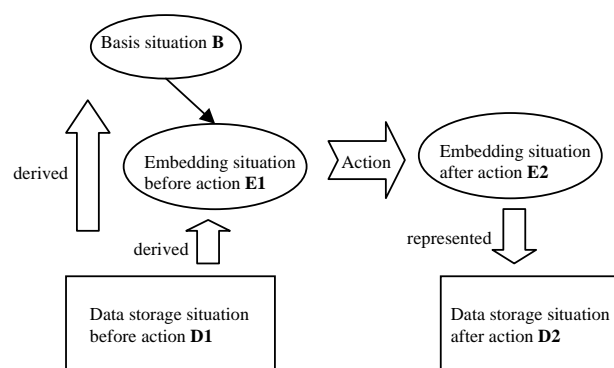 Basis situation B
derived
Embedding situation
before action E1
Action
Embedding situation
after action E2
derived
represented
Data storage situation
before action D1
Data storage situation
after action D2